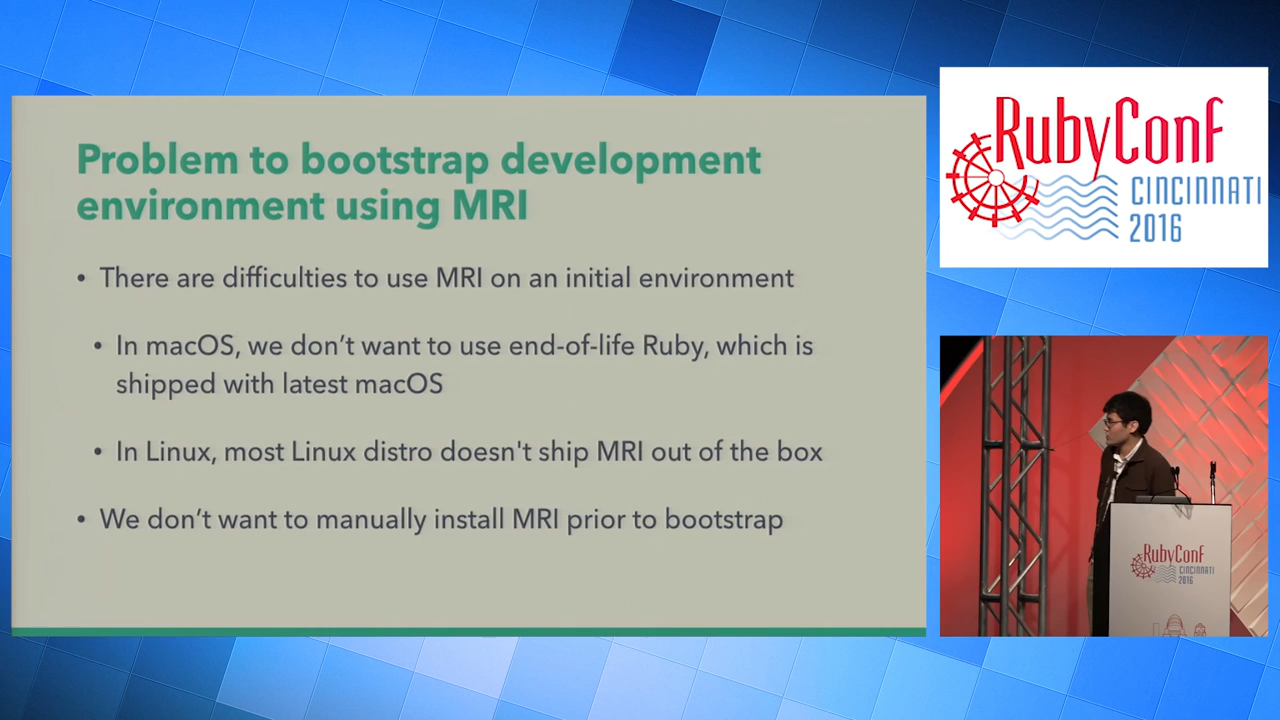 Problem to bootstrap development
environment using MRI
• There are difficulties to use MRI on an initial environment
• In macOS, we don’t want to use end-of-life Ruby, which is
shipped with latest macOS
• In Linux, most Linux distro doesn't ship MRI out of the box
• We don’t want to manually install MRI prior to bootstrap
RubyConf
CINCINNATI
2016
RubyConf
CINCINNATI
2016